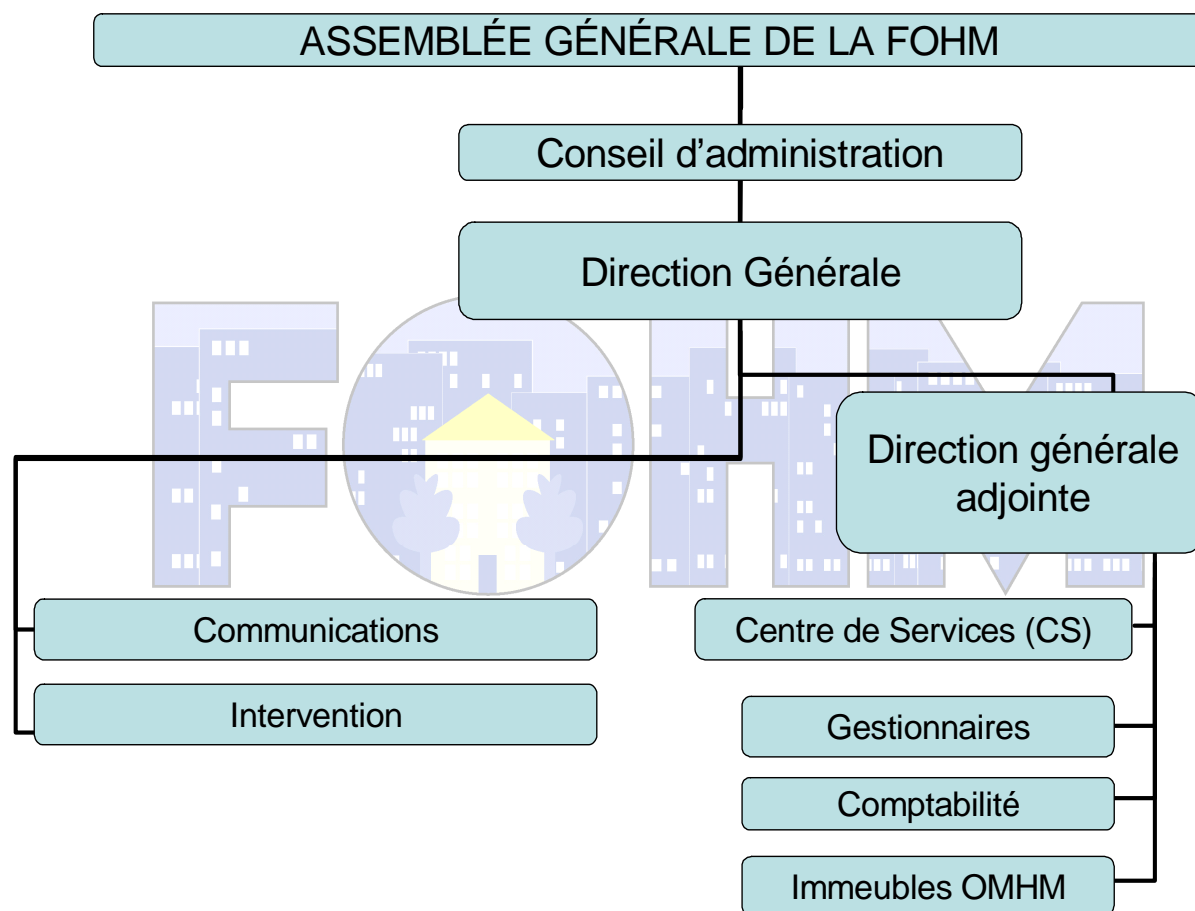 ASSEMBLÉE GÉNÉRALE DE LA FOHM
Conseil d’administration
Direction Générale
FOHM
Direction générale
adjointe
Communications
Centre de Services (CS)
Intervention
Gestionnaires
Comptabilité
Immeubles OMHM